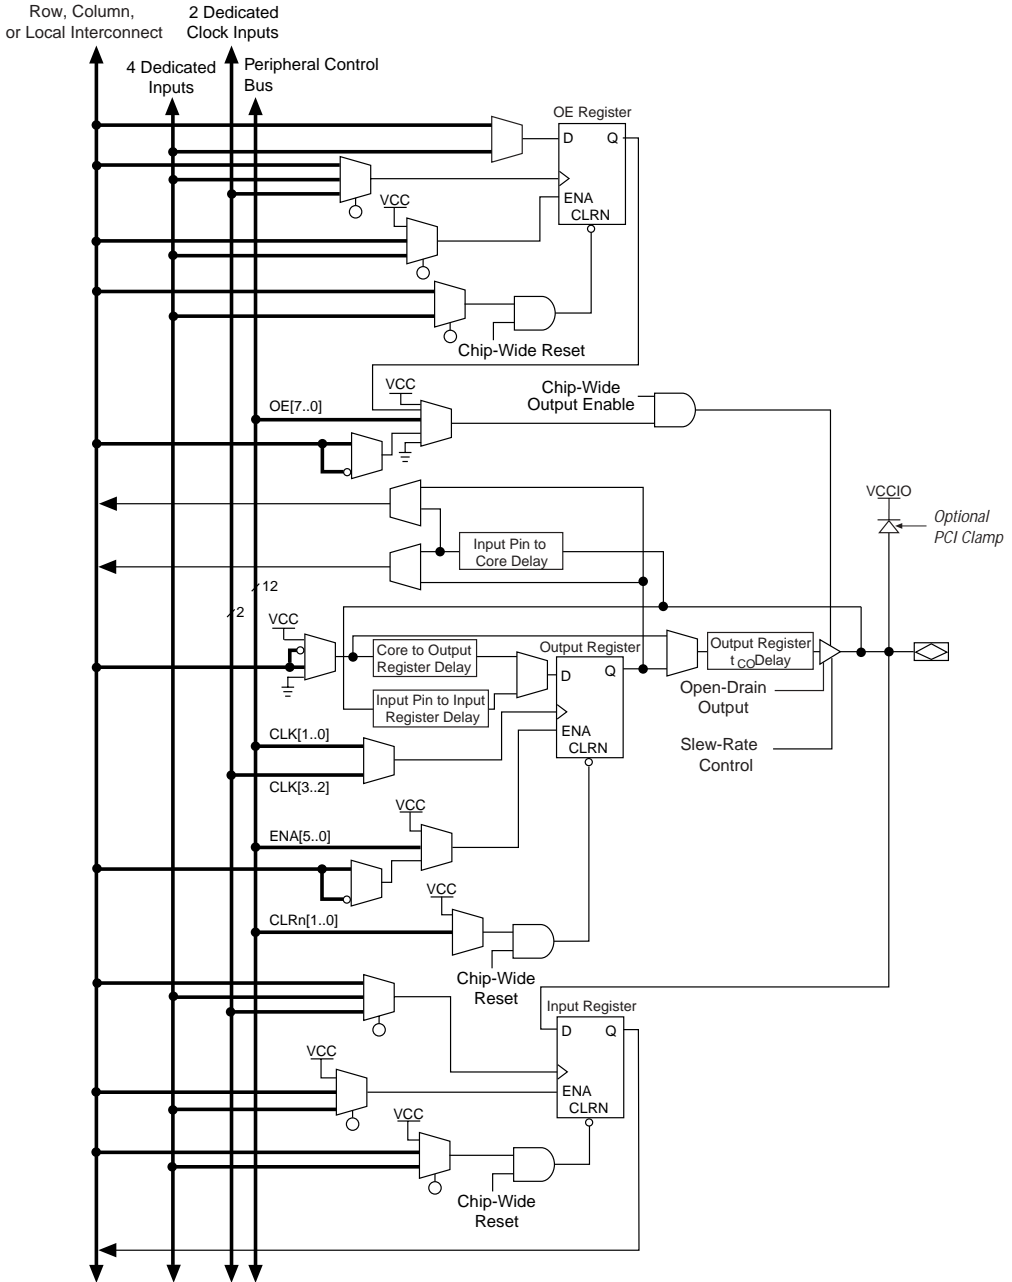 Row, Column,
or Local Interconnect
2 Dedicated
Clock Inputs
4 Dedicated
Inputs
Peripheral Control
Bus
OE Register
D Q
ENA
CLRN
VCC
Chip-Wide Reset
VCC
OE[7..0]
Chip-Wide
Output Enable
VCCIO
Optional
PCI Clamp
Input Pin to
Core Delay
12
2
VCC
Core to Output
Register Delay
Input Pin to Input
Register Delay
Output Register
D Q
ENA
CLRN
Output Register
tCO Delay
Open-Drain
Output
Slew-Rate
Control
CLK[1..0]
CLK[3..2]
VCC
ENA[5..0]
VCC
CLRn[1..0]
Chip-Wide
Reset
Input Register
D Q
ENA
CLRN
VCC
VCC
Chip-Wide
Reset